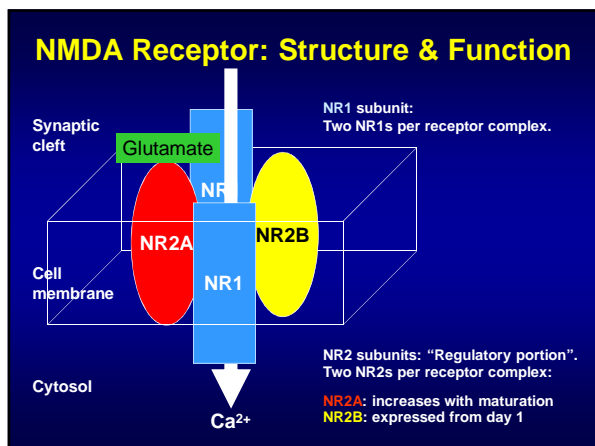 NMDA Receptor: Structure & Function
Synaptic
cleft
NR1 subunit:
Two NR1s per receptor complex.
Glutamate
NR
NR2A
NR2B
NR1
Cell
membrane
Cytosol
Ca²⁺
NR2 subunits: “Regulatory portion”.
Two NR2s per receptor complex:
NR2A: increases with maturation
NR2B: expressed from day 1